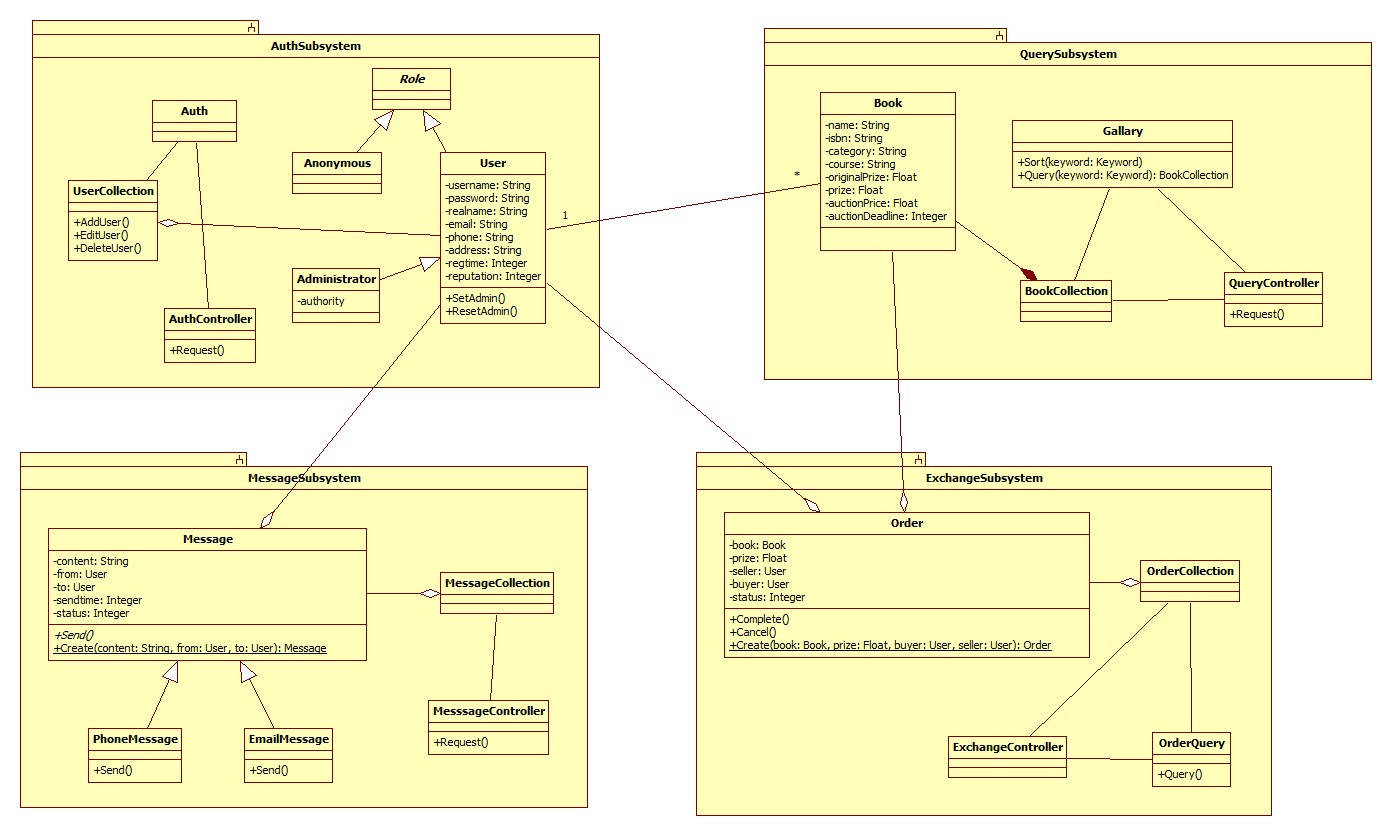 AuthSubsystem
Role
Auth
Anonymous
User
-username: String
-password: String
-realname: String
-email: String
-phone: String
-address: String
-regtime: Integer
-reputation: Integer
+SetAdmin()
+ResetAdmin()
UserCollection
+AddUser()
+EditUser()
+DeleteUser()
Administrator
-authority
AuthController
+Request()
1
*
QuerySubsystem
Book
-name: String
-isbn: String
-category: String
-course: String
-originalPrize: Float
-prize: Float
-auctionPrice: Float
-auctionDeadline: Integer
Gallary
+Sort(keyword: Keyword)
+Query(keyword: Keyword): BookCollection
BookCollection
QueryController
+Request()
MessageSubsystem
Message
-content: String
-from: User
-to: User
-sendtime: Integer
-status: Integer
+Send()
+Create(content: String, from: User, to: User): Message
MessageCollection
MesssageController
+Request()
PhoneMessage
+Send()
EmailMessage
+Send()
ExchangeSubsystem
Order
-book: Book
-prize: Float
-seller: User
-buyer: User
-status: Integer
+Complete()
+Cancel()
+Create(book: Book, prize: Float, buyer: User, seller: User): Order
OrderCollection
ExchangeController
OrderQuery
+Query()